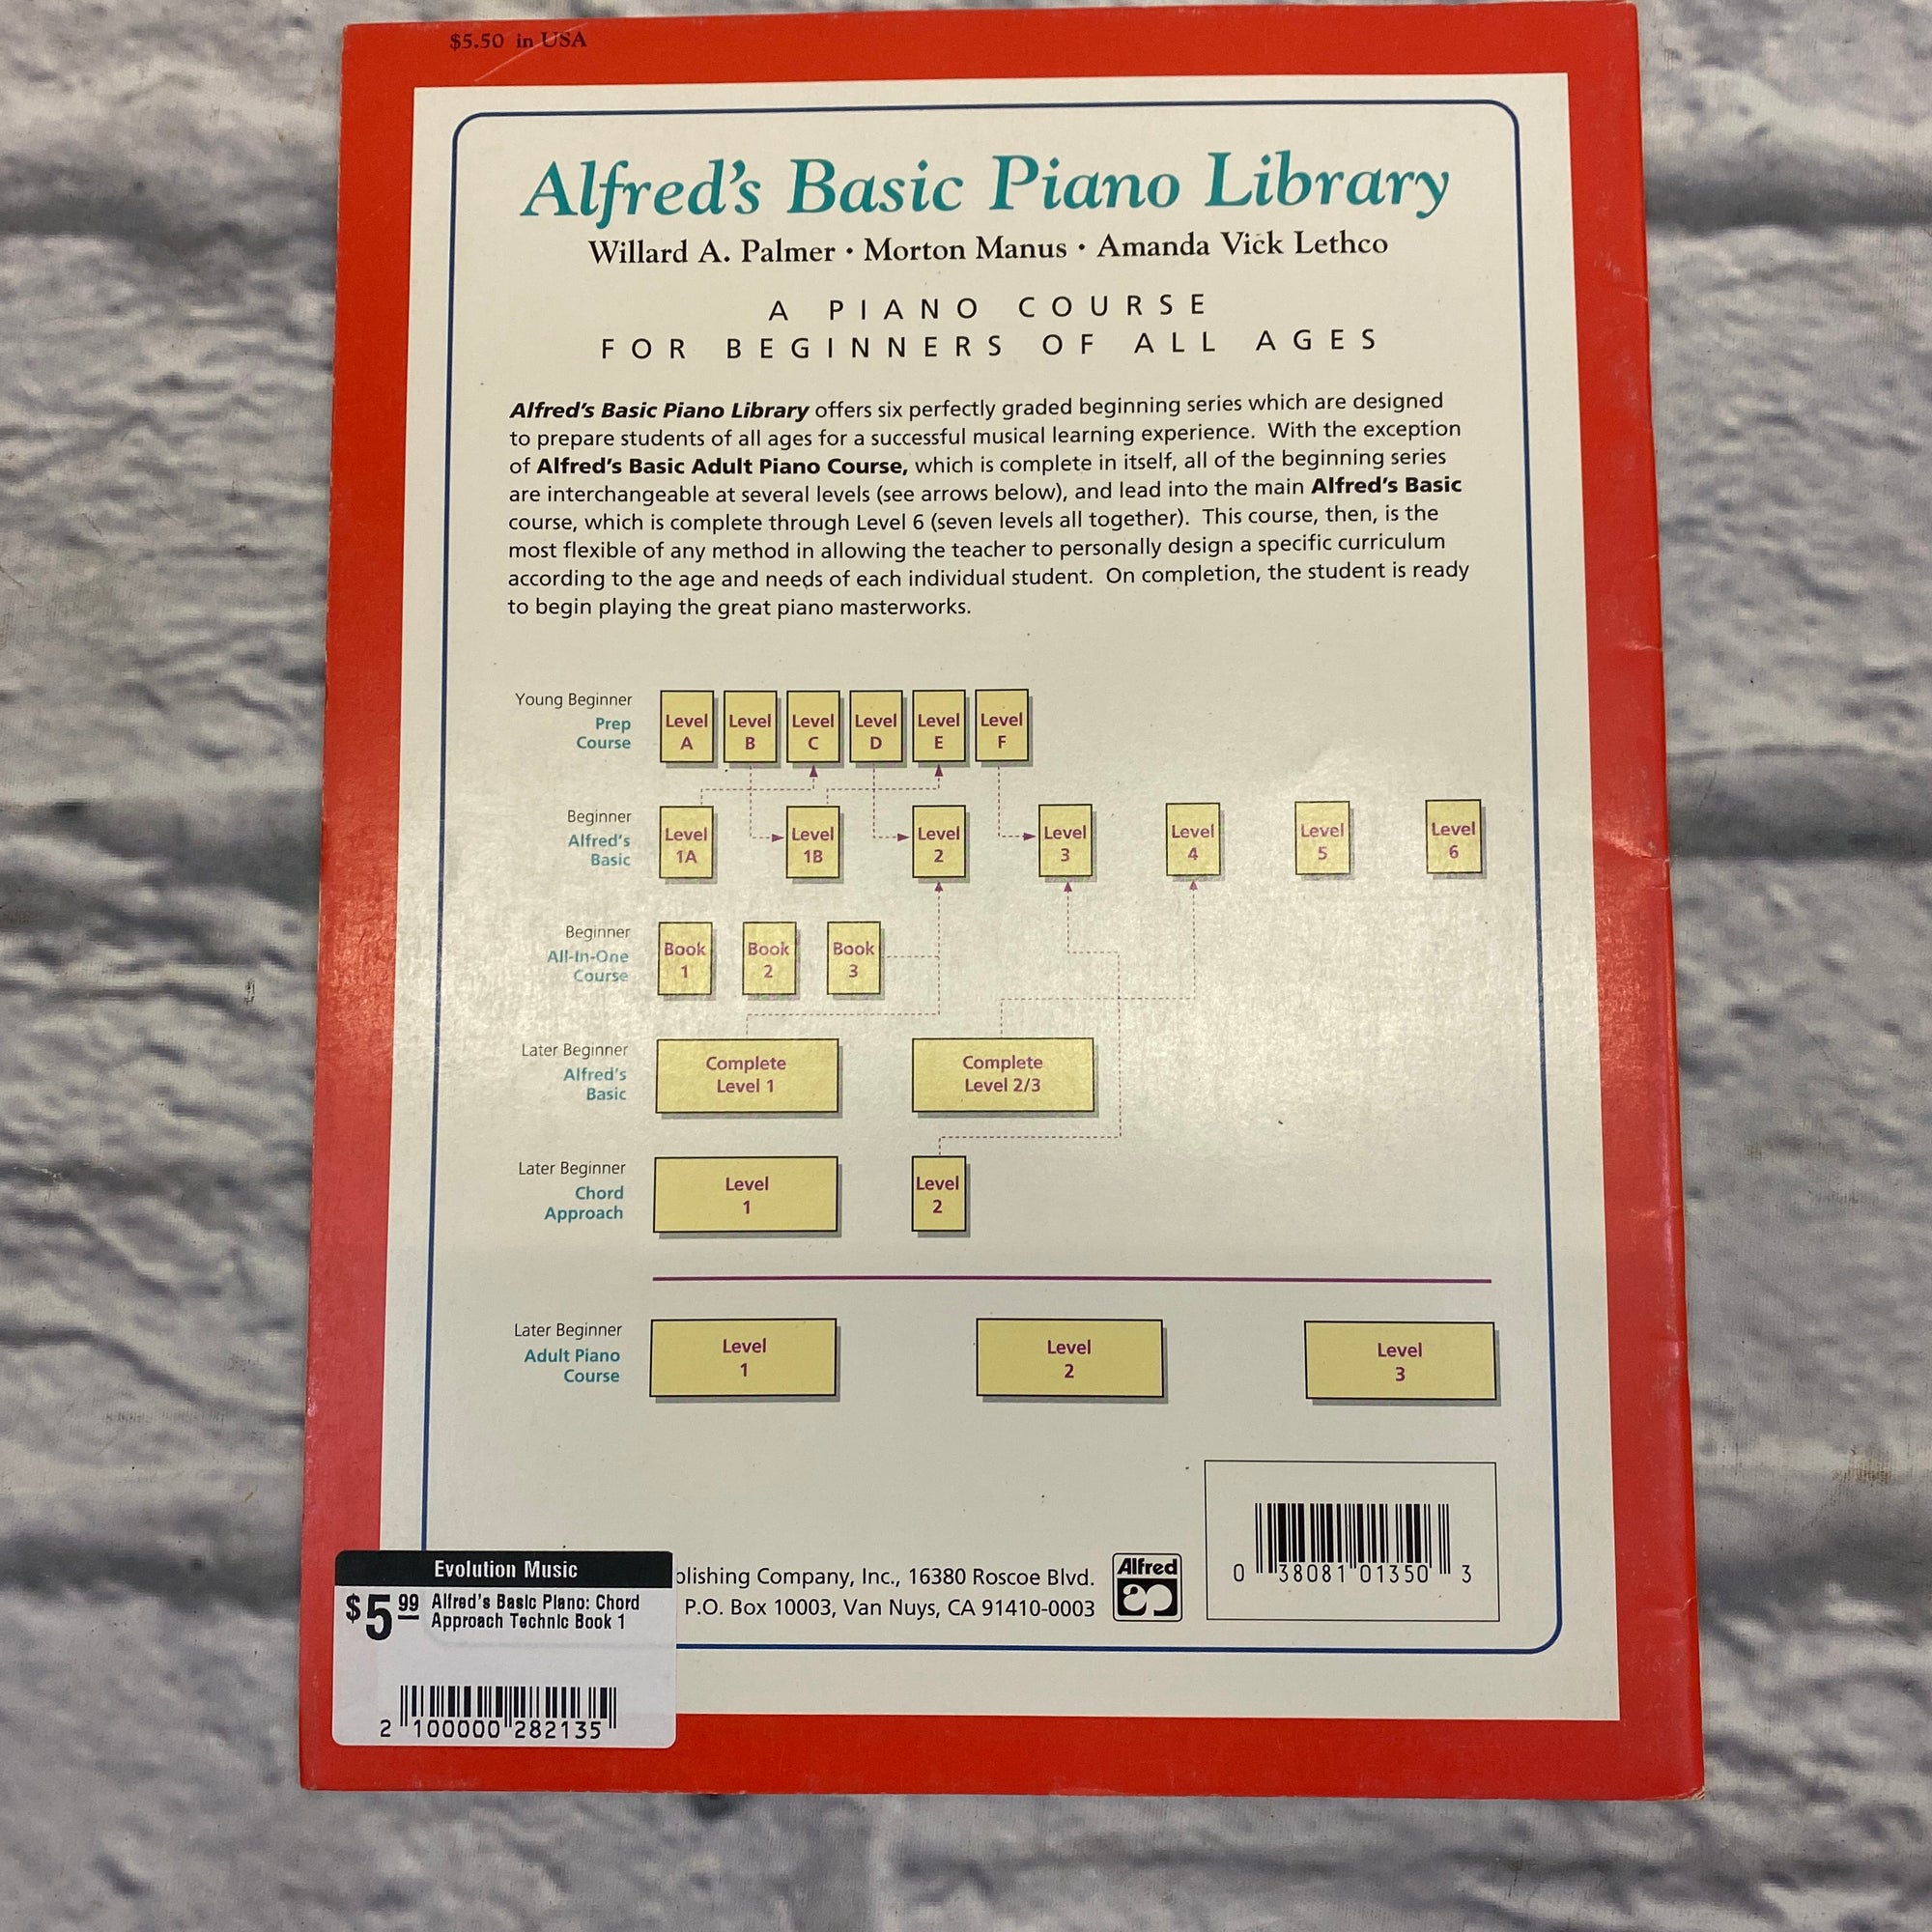 $5.50 in USA
Alfred's Basic Piano Library
Willard A. Palmer • Morton Manus • Amanda Vick Lethco
A PIANO COURSE
FOR BEGINNERS OF ALL AGES
Alfred's Basic Piano Library offers six perfectly graded beginning series which are designed
to prepare students of all ages for a successful musical learning experience. With the exception
of Alfred's Basic Adult Piano Course, which is complete in itself, all of the beginning series
are interchangeable at several levels (see arrows below), and lead into the main Alfred's Basic
course, which is complete through Level 6 (seven levels all together). This course, then, is the
most flexible of any method in allowing the teacher to personally design a specific curriculum
according to the age and needs of each individual student. On completion, the student is ready
to begin playing the great piano masterworks.
Young Beginner
Prep
Course
Level A
Level B
Level C
Level D
Level E
Level F
Beginner
Alfred's
Basic
Level 1A
Level 1B
Level 2
Level 3
Level 4
Level 5
Level 6
Beginner
All-In-One
Course
Book 1
Book 2
Book 3
Later Beginner
Alfred's
Basic
Complete
Level 1
Complete
Level 2/3
Later Beginner
Chord
Approach
Level 1
Level 2
Later Beginner
Adult Piano
Course
Level 1
Level 2
Level 3
blishing Company, Inc., 16380 Roscoe Blvd.
P.O. Box 10003, Van Nuys, CA 91410-0003
Alfred
0 38081 01350 3
Evolution Music
$5 99 Alfred's Basic Piano: Chord
Approach Technic Book 1
2 100000 282135